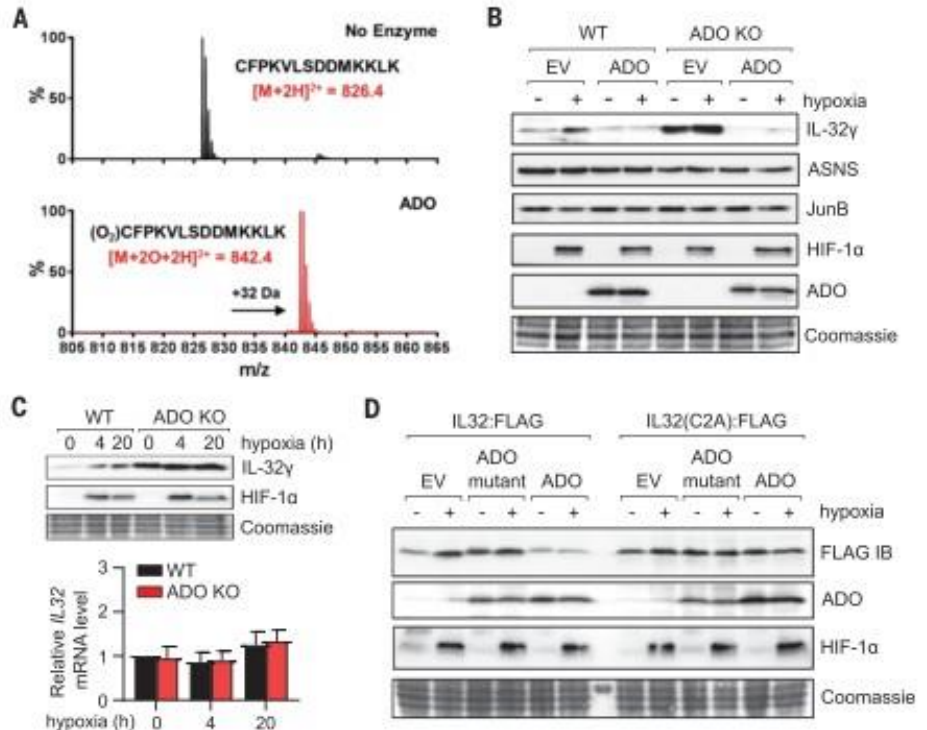 A
No Enzyme
CFPKVLSDDMKKLK
[M+2H]²⁺ = 826.4
100
%
50
0
ADO
(O₂)CFPKVLSDDMKKLK
[M+2O+2H]²⁺ = 842.4
+32 Da
100
%
50
0
805 810 815 820 825 830 835 840 845 850 855 860 865
m/z
B
WT ADO KO
EV ADO EV ADO
- + - + - + - + hypoxia
IL-32γ
ASNS
JunB
HIF-1α
ADO
Coomassie
C
WT ADO KO
0 4 20 0 4 20 hypoxia (h)
IL-32γ
HIF-1α
Coomassie
3
2
1
0
Relative IL32
mRNA level
WT
ADO KO
hypoxia (h) 0 4 20
D
IL32:FLAG IL32(C2A):FLAG
ADO ADO
EV mutant ADO EV mutant ADO
- + - + - + - + - + - + hypoxia
FLAG IB
ADO
HIF-1α
Coomassie